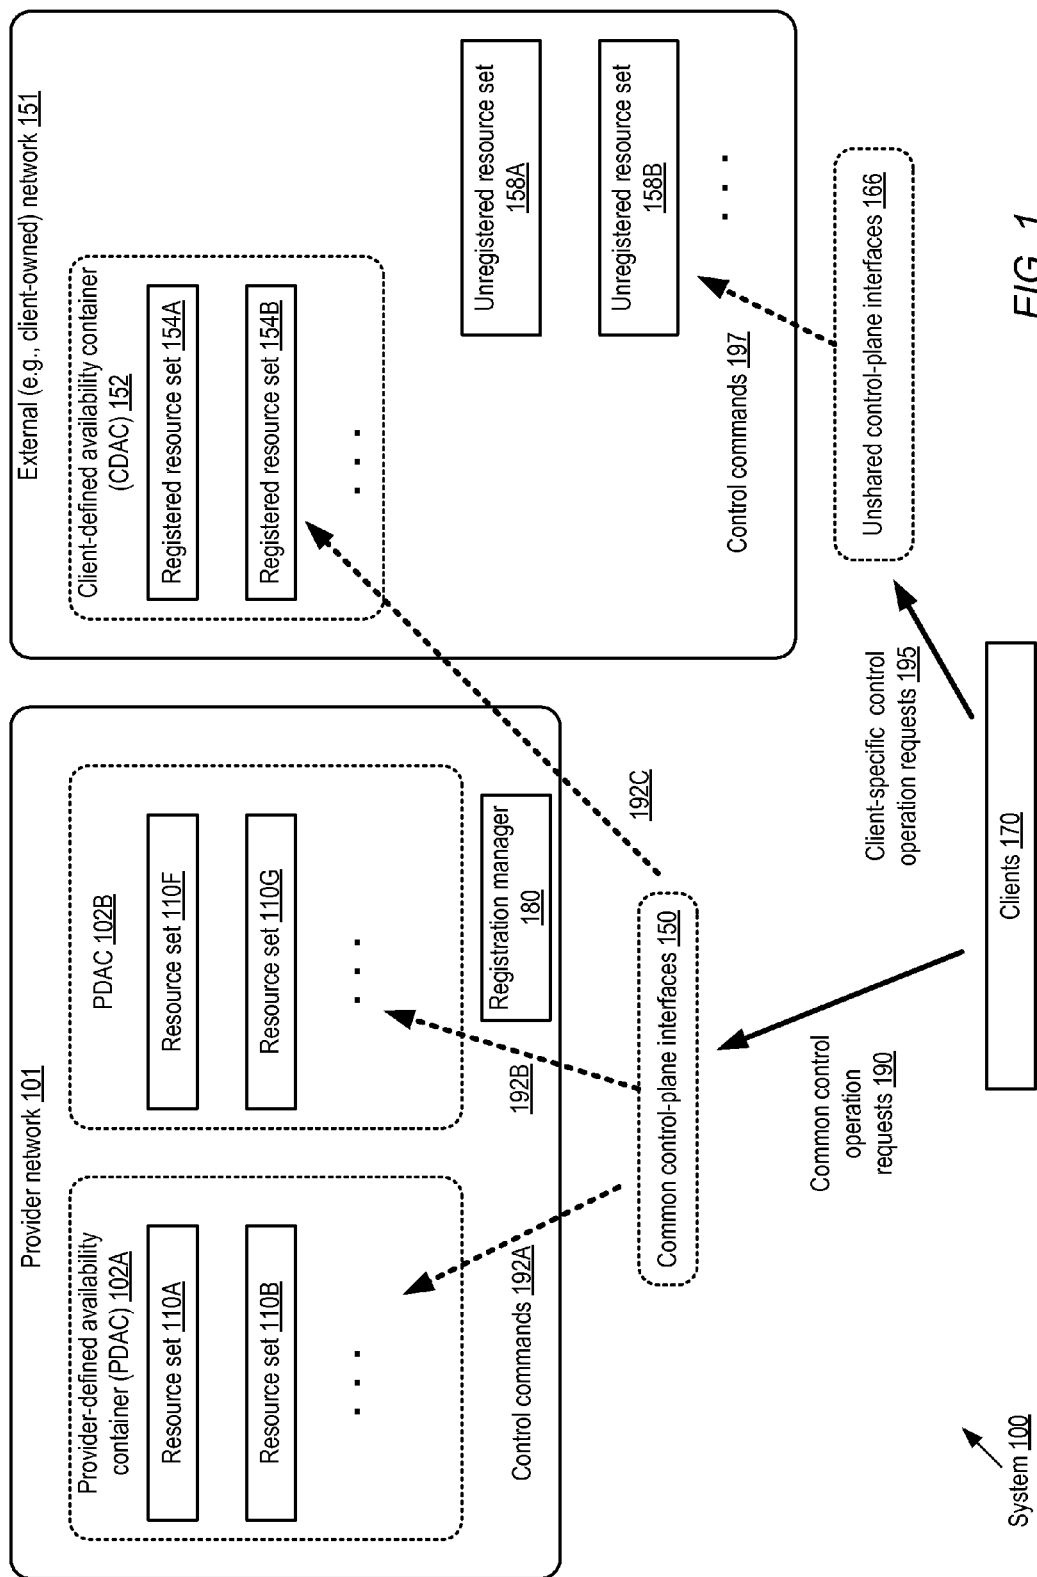 Provider network 101
Provider-defined availability
container (PDAC) 102A
Resource set 110A
Resource set 110B
. . .
PDAC 102B
Resource set 110F
Resource set 110G
. . .
Control commands 192A
192B
Registration manager
180
External (e.g., client-owned) network 151
Client-defined availability container
(CDAC) 152
Registered resource set 154A
Registered resource set 154B
. . .
Unregistered resource set
158A
Unregistered resource set
158B
. . .
Control commands 197
192C
Common control-plane interfaces 150
Unshared control-plane interfaces 166
Common control
operation
requests 190
Client-specific control
operation requests 195
Clients 170
System 100
FIG. 1